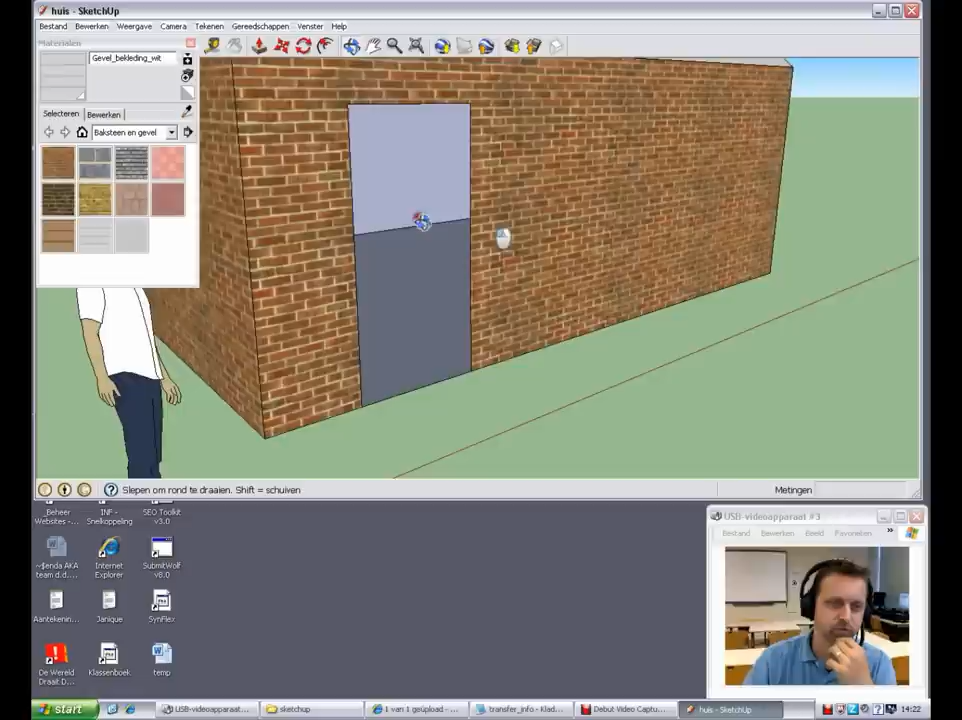 huis - SketchUp
Bestand Bewerken Weergave Camera Tekenen Gereedschappen Venster Help
Materialen
Gevel_bekleding_wit
Selecteren Bewerken
Baksteen en gevel
Slepen om rond te draaien. Shift = schuiven
Metingen
Beheer Websites -...
INF - Snelkoppeling
SEO Toolkit v3.0
~$enda AKA team d.d....
Internet Explorer
SubmitWolf v8.0
Aantekenin...
Janique
SynFlex
De Wereld Draait D...
Klassenboek
temp
USB-videoapparaat #3
Bestand Bewerken Beeld Favorieten »
start
USB-videoapparaat...
sketchup
1 van 1 geüpload - ...
transfer_info - Klad...
Debut Video Captu...
huis - SketchUp
14:22